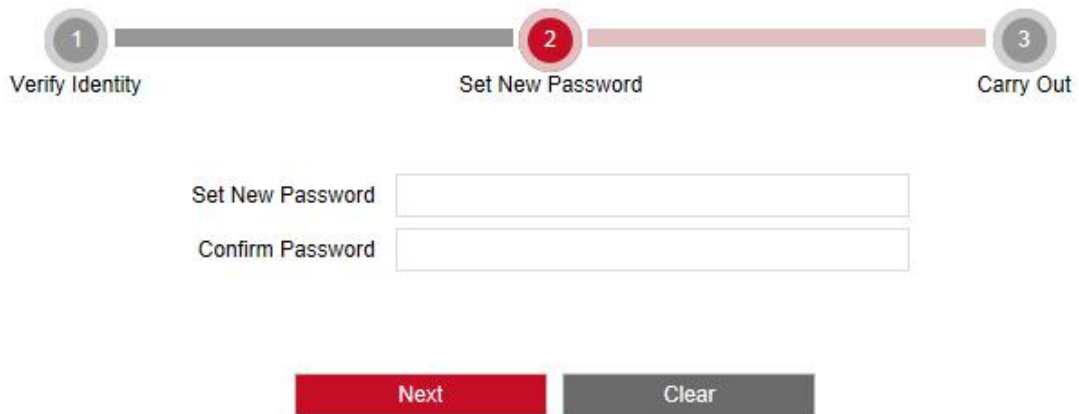 1 2 3
Verify Identity Set New Password Carry Out
Set New Password
Confirm Password
Next Clear